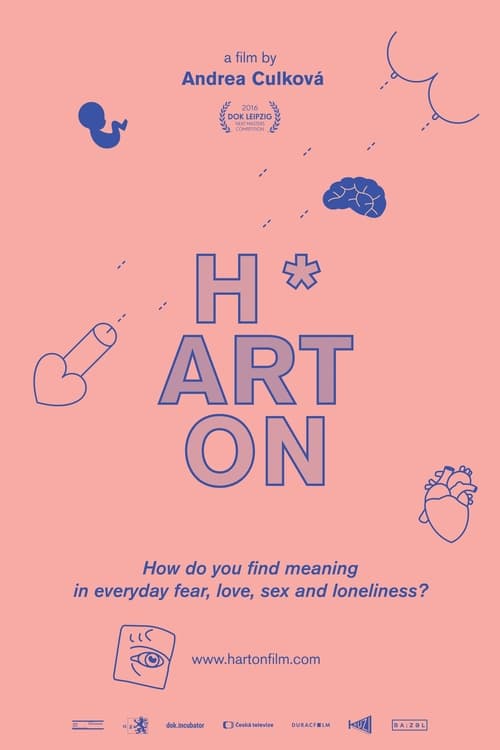 a film by
Andrea Culková
2016
DOK LEIPZIG
NEXT MASTERS
COMPETITION
H*
ART
ON
How do you find meaning
in everyday fear, love, sex and loneliness?
www.hartonfilm.com
dok.incubator
Česká televize
DURACFILM